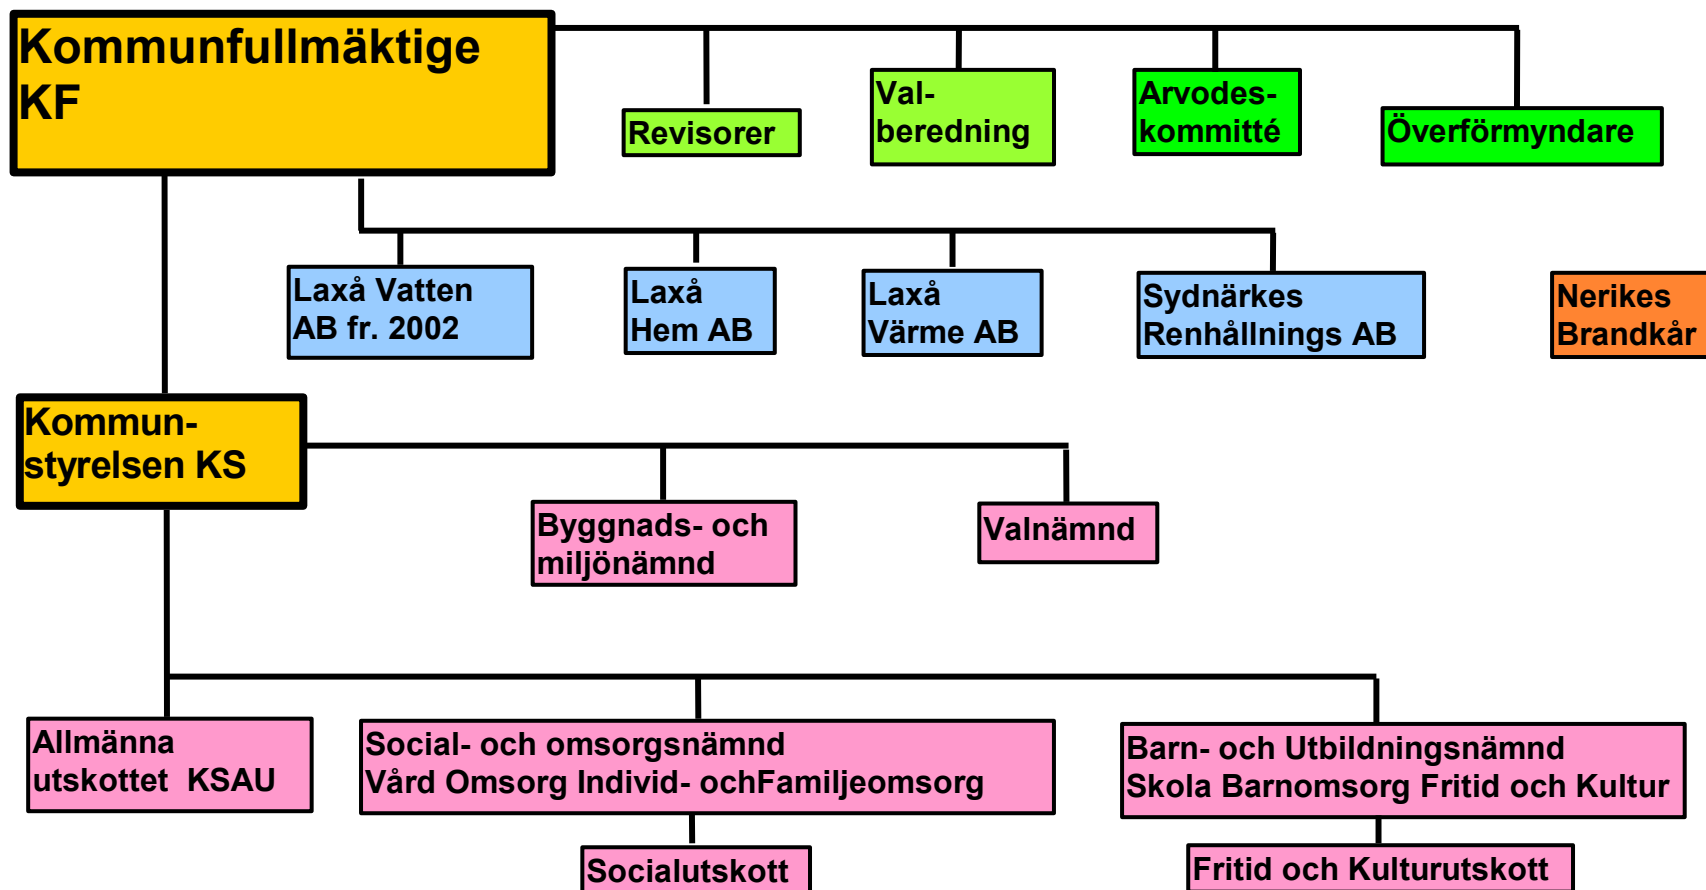 Kommunfullmäktige
KF
Revisorer
Val-
beredning
Arvodes-
kommitté
Överförmyndare
Laxå Vatten
AB fr. 2002
Laxå
Hem AB
Laxå
Värme AB
Sydnärkes
Renhållnings AB
Nerikes
Brandkår
Kommun-
styrelsen KS
Byggnads- och
miljönämnd
Valnämnd
Allmänna
utskottet KSAU
Social- och omsorgsnämnd
Vård Omsorg Individ- ochFamiljeomsorg
Barn- och Utbildningsnämnd
Skola Barnomsorg Fritid och Kultur
Socialutskott
Fritid och Kulturutskott